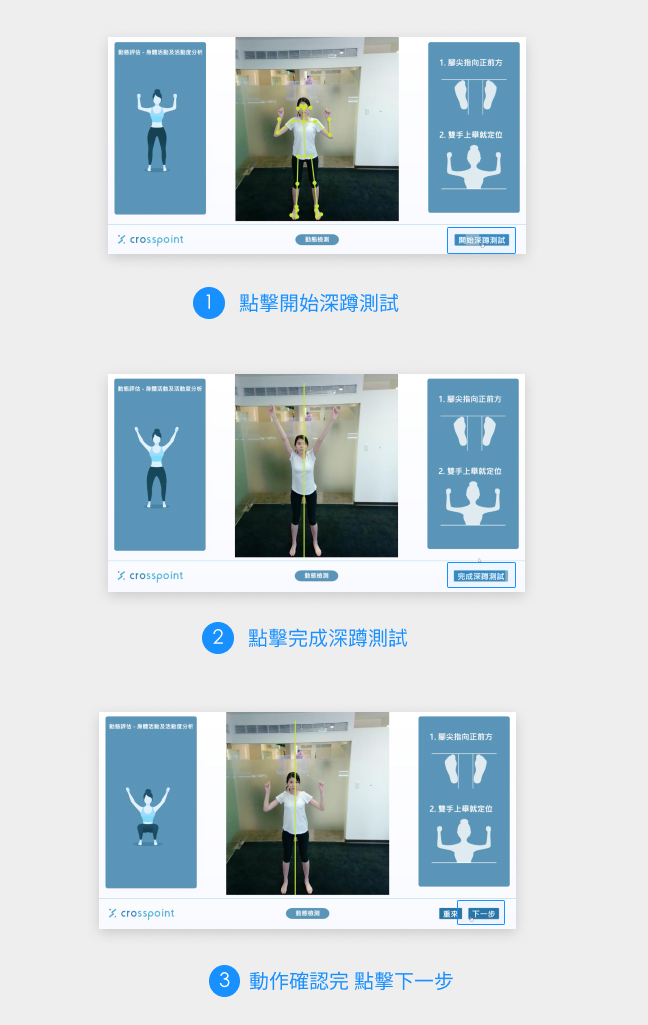 動態評估 - 身體活動及活動度分析
1. 腳尖指向正前方
2. 雙手上舉就定位
crosspoint
動態檢測
開始深蹲測試
1 點擊開始深蹲測試
動態評估 - 身體活動及活動度分析
1. 腳尖指向正前方
2. 雙手上舉就定位
crosspoint
動態檢測
完成深蹲測試
2 點擊完成深蹲測試
動態評估 - 身體活動及活動度分析
1. 腳尖指向正前方
2. 雙手上舉就定位
crosspoint
動態檢測
重來
下一步
3 動作確認完 點擊下一步